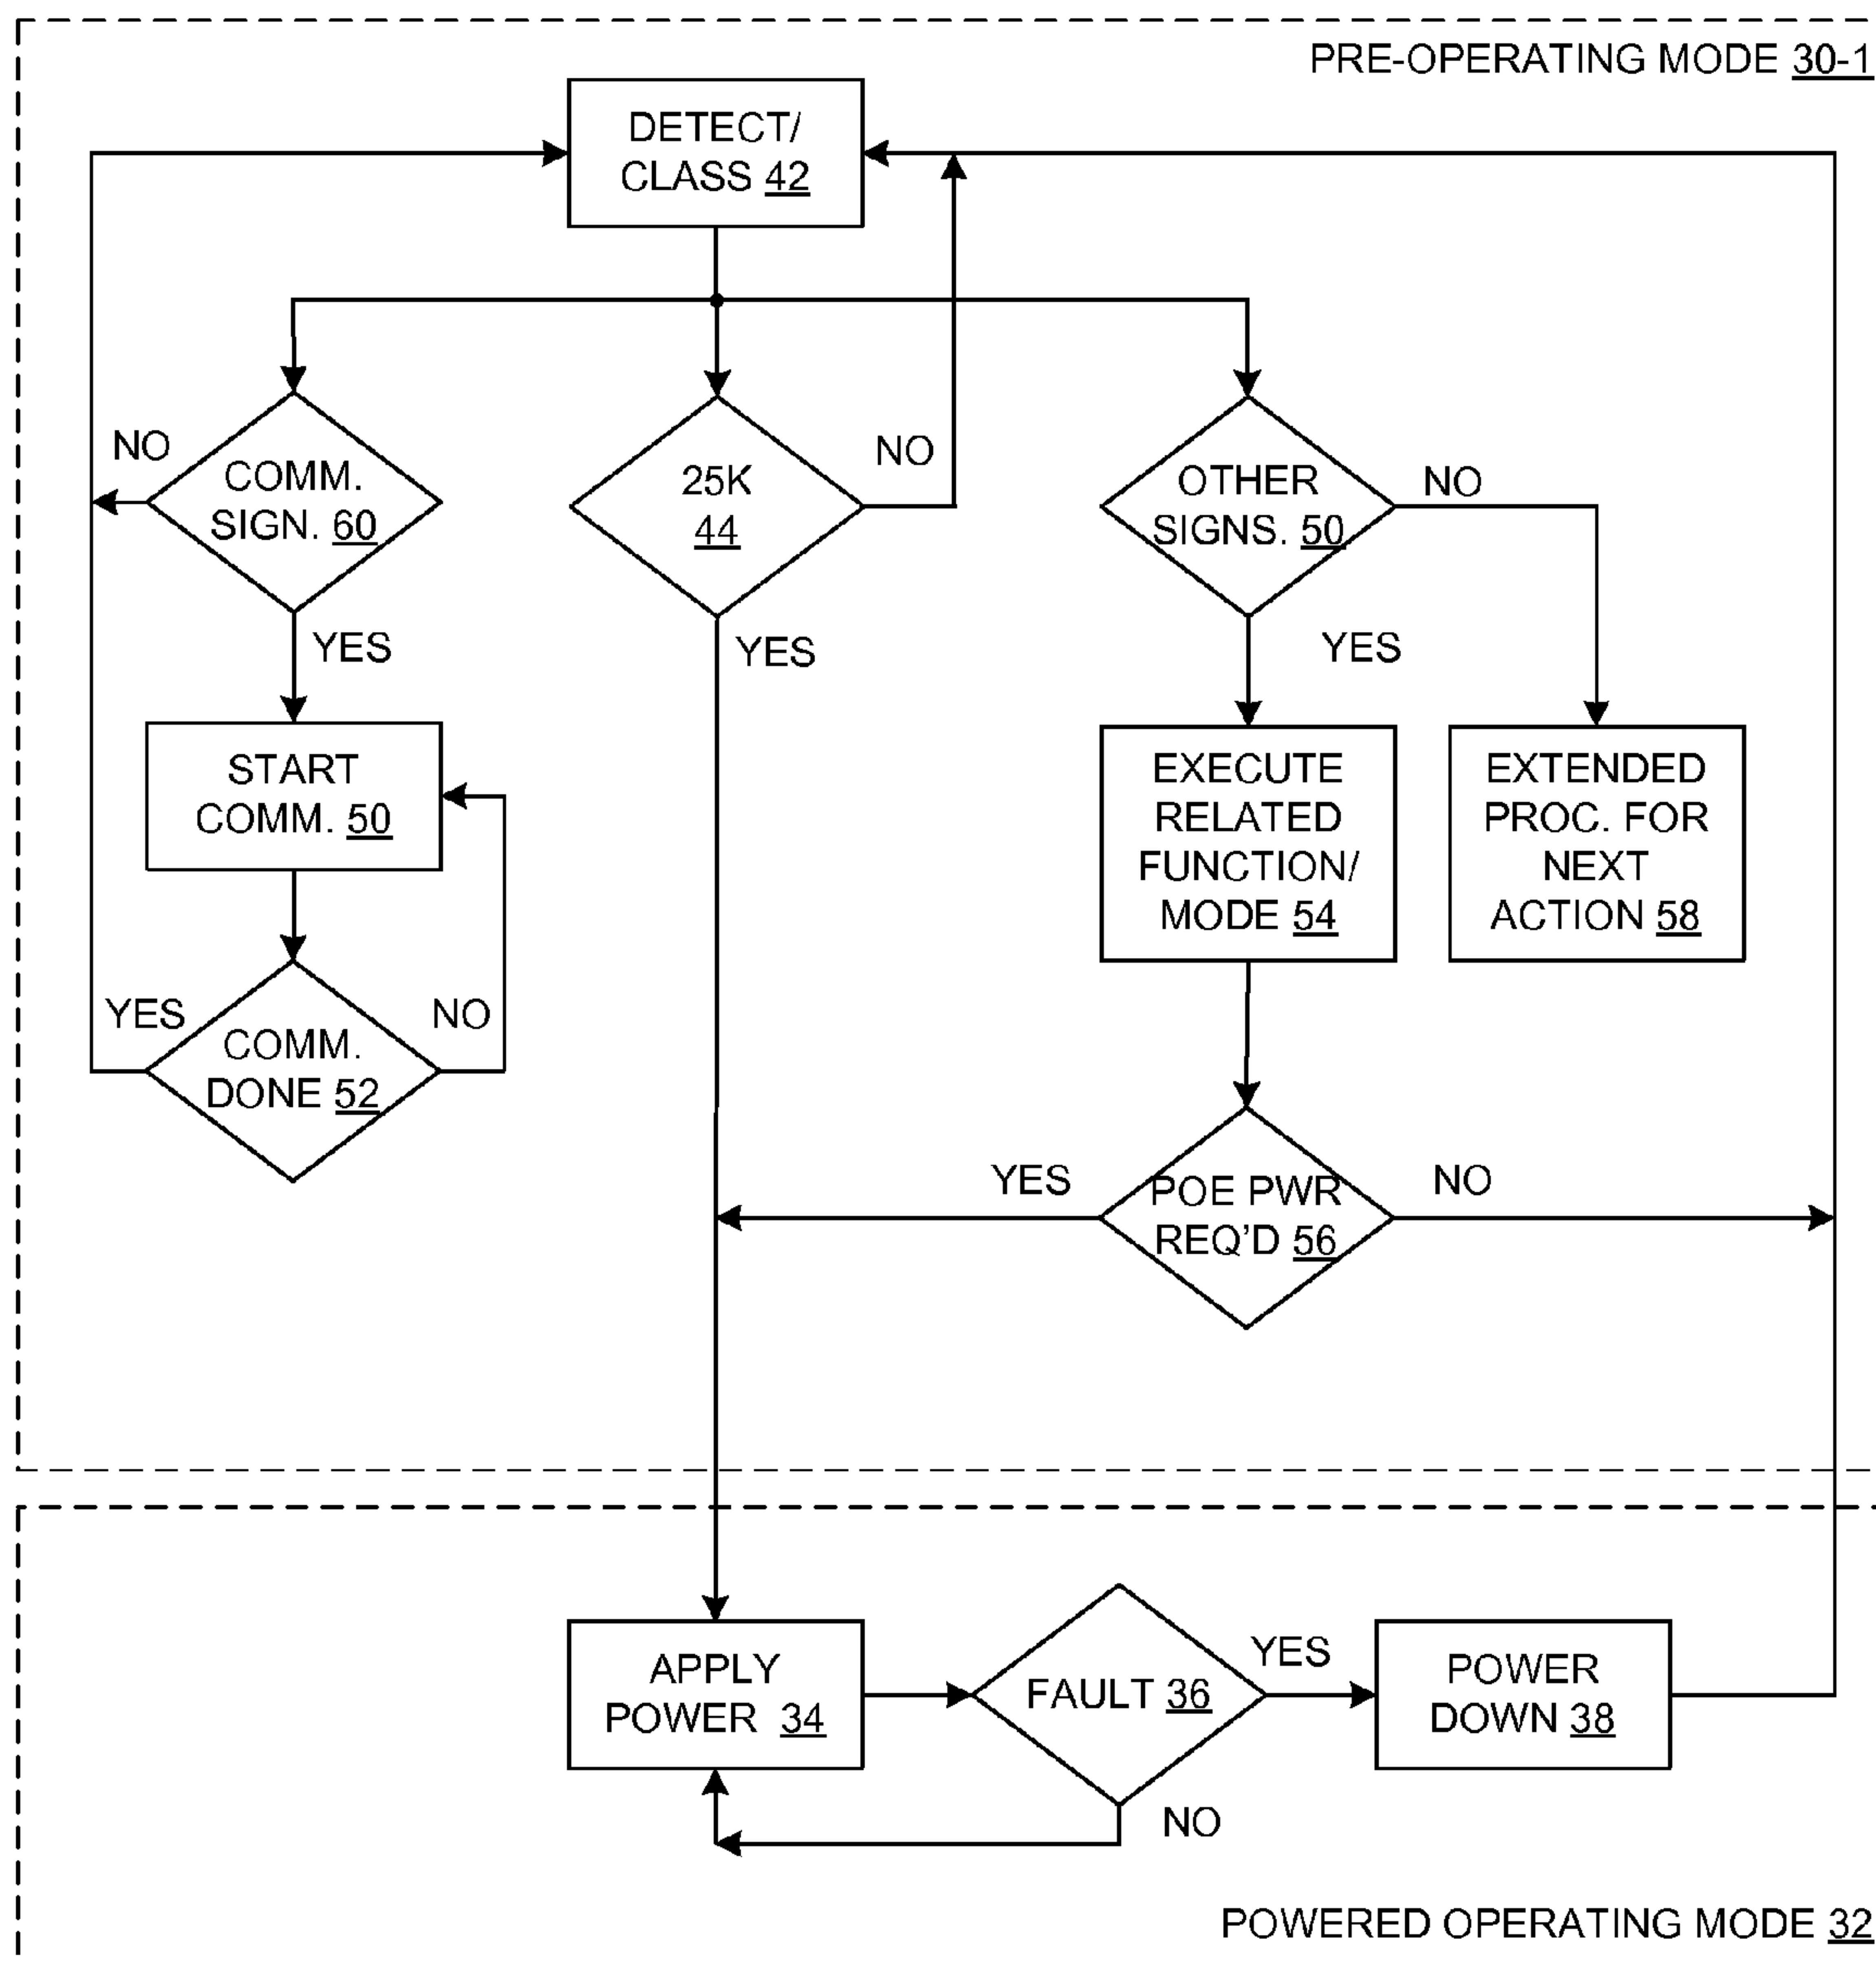 PRE-OPERATING MODE 30-1
DETECT/
CLASS 42
NO
COMM.
SIGN. 60
YES
25K
44
NO
YES
OTHER
SIGNS. 50
NO
YES
START
COMM. 50
EXECUTE
RELATED
FUNCTION/
MODE 54
EXTENDED
PROC. FOR
NEXT
ACTION 58
YES
COMM.
DONE 52
NO
YES
POE PWR
REQ'D 56
NO
APPLY
POWER 34
FAULT 36
YES
NO
POWER
DOWN 38
POWERED OPERATING MODE 32